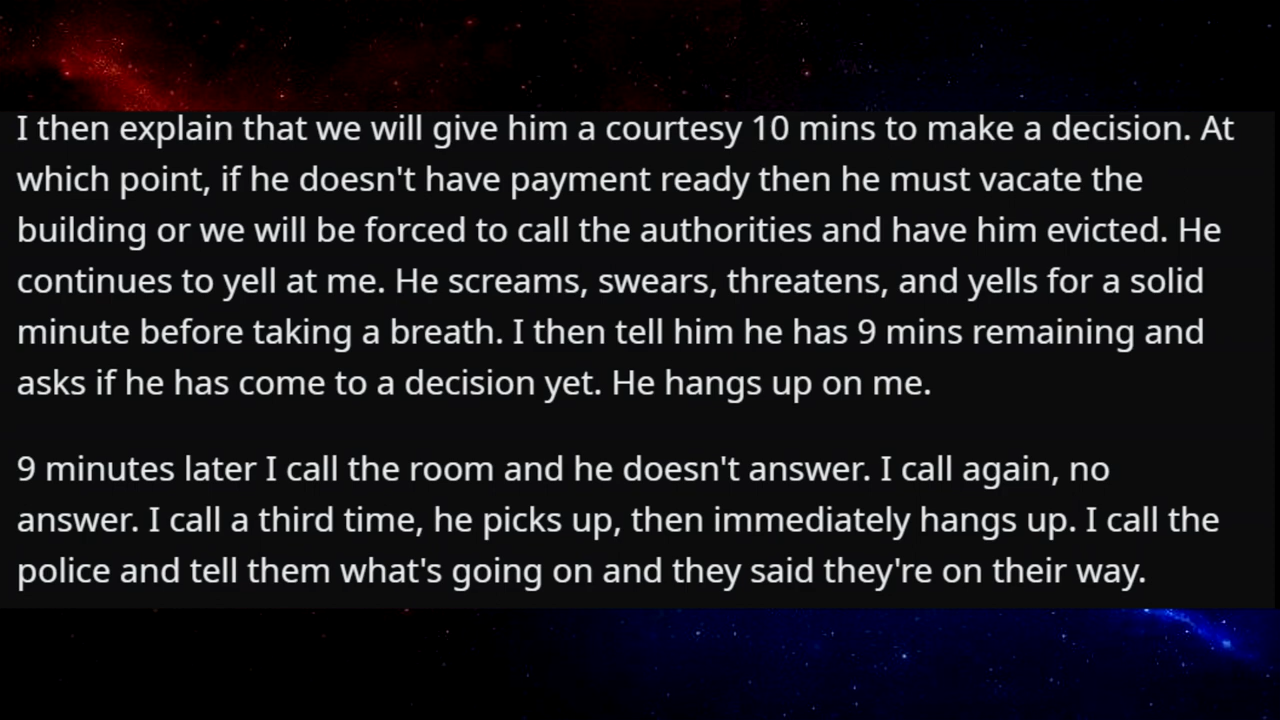 I then explain that we will give him a courtesy 10 mins to make a decision. At
which point, if he doesn't have payment ready then he must vacate the
building or we will be forced to call the authorities and have him evicted. He
continues to yell at me. He screams, swears, threatens, and yells for a solid
minute before taking a breath. I then tell him he has 9 mins remaining and
asks if he has come to a decision yet. He hangs up on me.
9 minutes later I call the room and he doesn't answer. I call again, no
answer. I call a third time, he picks up, then immediately hangs up. I call the
police and tell them what's going on and they said they're on their way.